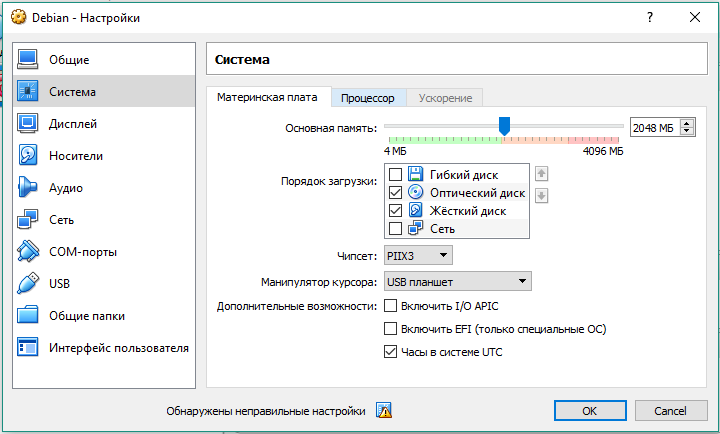 Debian - Настройки
?
Общие
Система
Дисплей
Носители
Аудио
Сеть
COM-порты
USB
Общие папки
Интерфейс пользователя
Система
Материнская плата Процессор Ускорение
Основная память: 2048 МБ
4 МБ 4096 МБ
Порядок загрузки: Гибкий диск
Оптический диск
Жёсткий диск
Сеть
Чипсет: PIIX3
Манипулятор курсора: USB планшет
Дополнительные возможности: Включить I/O APIC
Включить EFI (только специальные ОС)
Часы в системе UTC
Обнаружены неправильные настройки OK Cancel